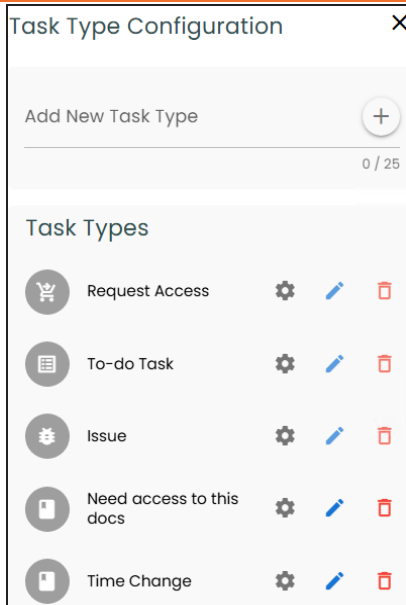 Task Type Configuration
Add New Task Type
0 / 25
Task Types
Request Access
To-do Task
Issue
Need access to this
docs
Time Change